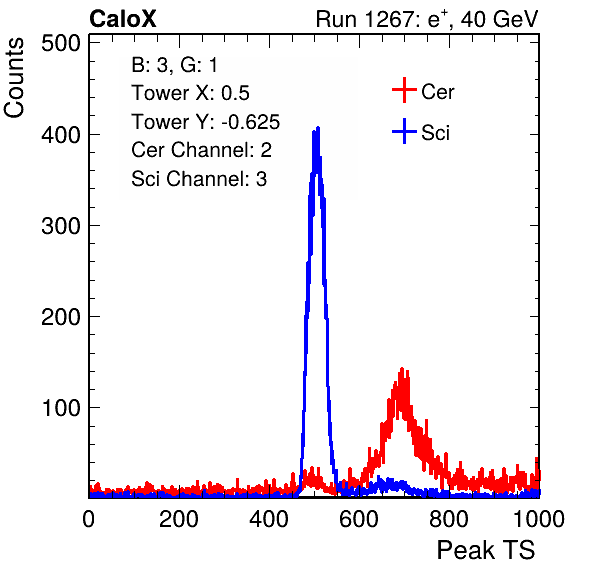 CaloX Run 1267: e⁺, 40 GeV
Counts
500
400
300
200
100
B: 3, G: 1
Tower X: 0.5
Tower Y: -0.625
Cer Channel: 2
Sci Channel: 3
Cer
Sci
0 200 400 600 800 1000
Peak TS